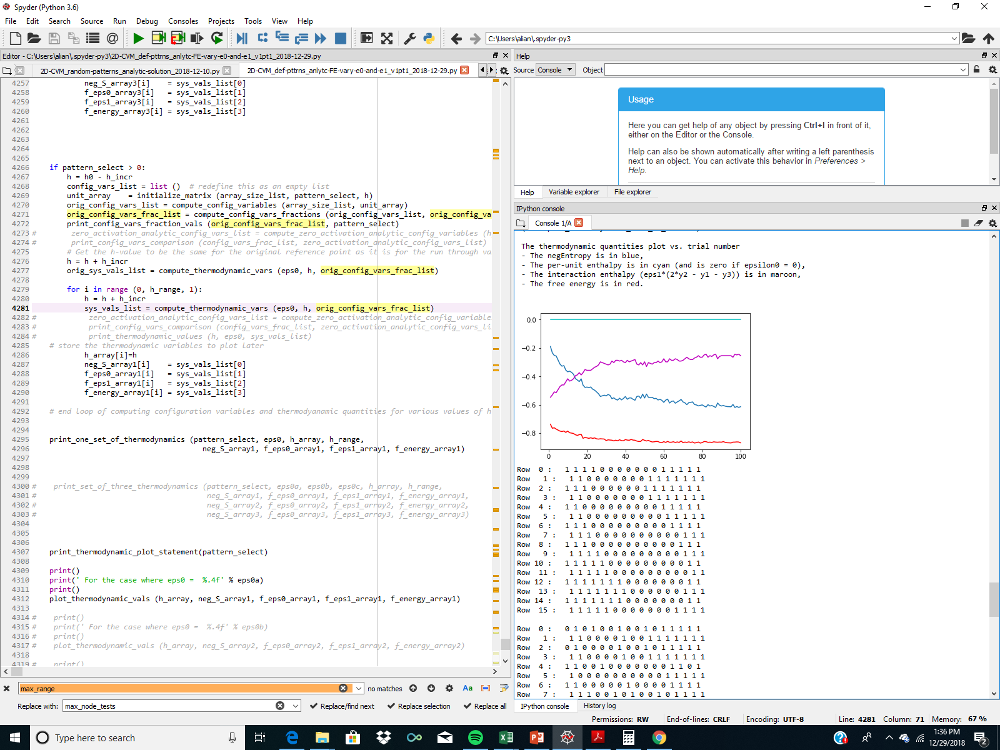 Spyder (Python 3.6)
File Edit Search Source Run Debug Consoles Projects Tools View Help
C:\Users\alian\.spyder-py3
Editor - C:\Users\alian\.spyder-py3\2D-CVM_def-pttrns_anlytc-FE-vary-e0-and-e1_v1pt1_2018-12-29.py
2D-CVM_random-patterns_analytic-solution_2018-12-10.py
2D-CVM_def-pttrns_anlytc-FE-vary-e0-and-e1_v1pt1_2018-12-29.py
4257 neg_S_array3[i] = sys_vals_list[0]
4258 f_eps0_array3[i] = sys_vals_list[1]
4259 f_eps1_array3[i] = sys_vals_list[2]
4260 f_energy_array3[i] = sys_vals_list[3]
4261
4262
4263
4264
4265
4266 if pattern_select > 0:
4267 h = h0 - h_incr
4268 config_vars_list = list () # redefine this as an empty list
4269 unit_array = initialize_matrix (array_size_list, pattern_select, h)
4270 orig_config_vars_list = compute_config_variables (array_size_list, unit_array)
4271 orig_config_vars_frac_list = compute_config_vars_fractions (orig_config_vars_list, orig_config_va
4272 print_config_vars_fraction_vals (orig_config_vars_frac_list, pattern_select)
4273 # zero_activation_analytic_config_vars_list = compute_zero_activation_analytic_config_variables (h
4274 # print_config_vars_comparison (config_vars_frac_list, zero_activation_analytic_config_vars_list)
4275 # Get the h-value to be the same for the original reference point as it is for the run through va
4276 h = h + h_incr
4277 orig_sys_vals_list = compute_thermodynamic_vars (eps0, h, orig_config_vars_frac_list)
4278
4279 for i in range (0, h_range, 1):
4280 h = h + h_incr
4281 sys_vals_list = compute_thermodynamic_vars (eps0, h, orig_config_vars_frac_list)
4282 # zero_activation_analytic_config_vars_list = compute_zero_activation_analytic_config_variable
4283 # print_config_vars_comparison (config_vars_frac_list, zero_activation_analytic_config_vars_li
4284 # print_thermodynamic_values (h, eps0, sys_vals_list)
4285 # store the thermodynamic variables to plot later
4286 h_array[i]=h
4287 neg_S_array1[i] = sys_vals_list[0]
4288 f_eps0_array1[i] = sys_vals_list[1]
4289 f_eps1_array1[i] = sys_vals_list[2]
4290 f_energy_array1[i] = sys_vals_list[3]
4291
4292 # end loop of computing configuration variables and thermodyanamic quantities for various values of h
4293
4294
4295 print_one_set_of_thermodynamics (pattern_select, eps0, h_array, h_range,
4296 neg_S_array1, f_eps0_array1, f_eps1_array1, f_energy_array1)
4297
4298
4299
4300 # print_set_of_three_thermodynamics (pattern_select, eps0a, eps0b, eps0c, h_array, h_range,
4301 # neg_S_array1, f_eps0_array1, f_eps1_array1, f_energy_array1,
4302 # neg_S_array2, f_eps0_array2, f_eps1_array2, f_energy_array2,
4303 # neg_S_array3, f_eps0_array3, f_eps1_array3, f_energy_array3)
4304
4305
4306
4307 print_thermodynamic_plot_statement(pattern_select)
4308
4309 print()
4310 print(' For the case where eps0 = %.4f' % eps0a)
4311 print()
4312 plot_thermodynamic_vals (h_array, neg_S_array1, f_eps0_array1, f_eps1_array1, f_energy_array1)
4313
4314 # print()
4315 # print(' For the case where eps0 = %.4f' % eps0b)
4316 # print()
4317 # plot_thermodynamic_vals (h_array, neg_S_array2, f_eps0_array2, f_eps1_array2, f_energy_array2)
4318
4319 # print()
max_range no matches Aa
Replace with: max_node_tests Replace/find next Replace selection Replace all
Help
Source Console Object
Usage
Here you can get help of any object by pressing Ctrl+I in front of it,
either on the Editor or the Console.
Help can also be shown automatically after writing a left parenthesis
next to an object. You can activate this behavior in Preferences >
Help.
Help Variable explorer File explorer
IPython console
Console 1/A
The thermodynamic quantities plot vs. trial number
- The negEntropy is in blue,
- The per-unit enthalpy is in cyan (and is zero if epsilon0 = 0),
- The interaction enthalpy (eps1*(2*y2 - y1 - y3)) is in maroon,
- The free energy is in red.
0.0
−0.2
−0.4
−0.6
−0.8
0 20 40 60 80 100
Row 0 : 1 1 1 1 0 0 0 0 0 0 0 1 1 1 1 1
Row 1 : 1 1 0 0 0 0 0 0 0 1 1 1 1 1 1 1
Row 2 : 1 1 1 0 0 0 0 0 0 1 1 1 1 1 1 1
Row 3 : 1 1 0 0 0 0 0 0 0 1 1 1 1 1 1 1
Row 4 : 1 1 0 0 0 0 0 0 0 0 0 1 1 1 1 1
Row 5 : 1 1 0 0 0 0 0 0 0 0 0 1 1 1 1 1
Row 6 : 1 1 1 0 0 0 0 0 0 0 0 0 1 1 1 1
Row 7 : 1 1 1 0 0 0 0 0 0 0 0 0 0 1 1 1
Row 8 : 1 1 1 0 0 0 0 0 0 0 0 0 0 1 1 1
Row 9 : 1 1 1 1 0 0 0 0 0 0 0 0 0 1 1 1
Row 10 : 1 1 1 1 1 0 0 0 0 0 0 0 0 0 1 1
Row 11 : 1 1 1 1 1 0 0 0 0 0 0 0 0 0 1 1
Row 12 : 1 1 1 1 1 1 1 0 0 0 0 0 0 0 1 1
Row 13 : 1 1 1 1 1 1 1 0 0 0 0 0 0 1 1 1
Row 14 : 1 1 1 1 1 1 1 0 0 0 0 0 0 0 1 1
Row 15 : 1 1 1 1 1 0 0 0 0 0 0 0 1 1 1 1
Row 0 : 0 1 0 1 0 0 1 0 0 1 0 1 1 1 1 1
Row 1 : 1 1 0 0 0 0 1 0 0 1 1 1 1 1 1 1
Row 2 : 0 1 0 0 0 0 1 0 0 1 0 1 1 1 1 1
Row 3 : 1 1 0 0 0 0 1 0 0 1 1 1 1 1 1 1
Row 4 : 1 1 0 0 1 0 0 0 0 0 0 1 1 1 0 1
Row 5 : 1 0 0 0 0 0 0 0 0 0 0 1 1 1 1 1
Row 6 : 1 1 0 0 0 0 0 0 1 0 0 0 1 1 1 1
Row 7 : 1 1 1 0 0 1 0 1 0 0 1 0 1 1 1 1
IPython console History log
Permissions: RW End-of-lines: CRLF Encoding: UTF-8 Line: 4281 Column: 71 Memory: 67 %
Type here to search
1:36 PM
12/29/2018
2